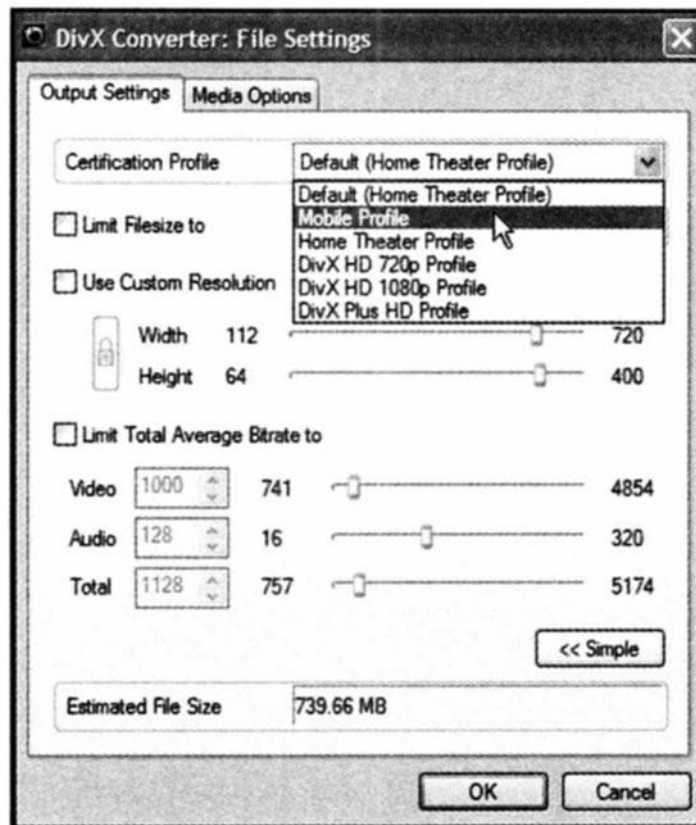 DivX Converter: File Settings
Output Settings
Media Options
Certification Profile
Default (Home Theater Profile)
Default (Home Theater Profile)
Mobile Profile
Home Theater Profile
DivX HD 720p Profile
DivX HD 1080p Profile
DivX Plus HD Profile
Limit Filesize to
Use Custom Resolution
Width 112 720
Height 64 400
Limit Total Average Bitrate to
Video 1000 741 4854
Audio 128 16 320
Total 1128 757 5174
<< Simple
Estimated File Size 739.66 MB
OK Cancel